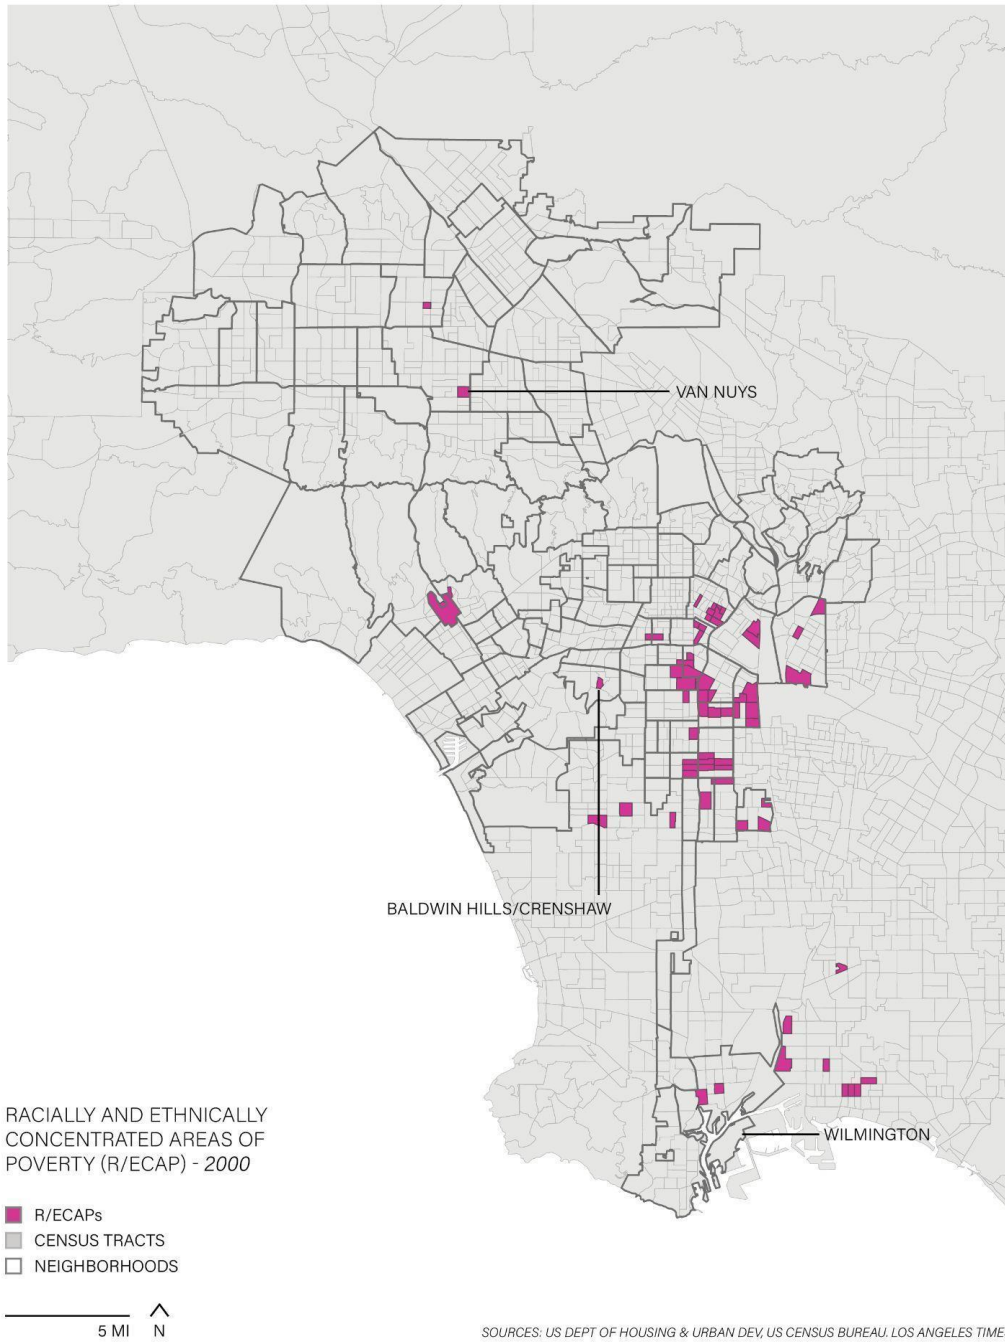 VAN NUYS
BALDWIN HILLS/CRENSHAW
WILMINGTON
RACIALLY AND ETHNICALLY
CONCENTRATED AREAS OF
POVERTY (R/ECAP) - 2000
R/ECAPs
CENSUS TRACTS
NEIGHBORHOODS
5 MI
N
SOURCES: US DEPT OF HOUSING & URBAN DEV, US CENSUS BUREAU. LOS ANGELES TIME